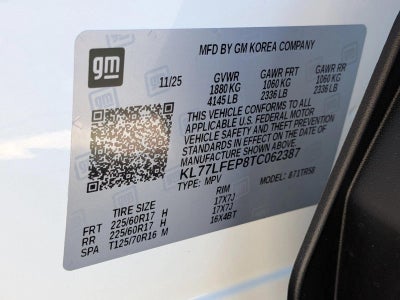 gm
MFD BY GM KOREA COMPANY
11/25
GVWR GAWR FRT GAWR RR
1880 KG 1060 KG 1060 KG
4145 LB 2336 LB 2336 LB
THIS VEHICLE CONFORMS TO ALL
APPLICABLE U.S. FEDERAL MOTOR
VEHICLE SAFETY AND THEFT PREVENTION
STANDARDS IN EFFECT ON THE DATE OF
MANUFACTURE SHOWN ABOVE.
KL77LFEP8TC062387
TYPE: MPV MODEL: 871TR58
TIRE SIZE RIM
FRT 225/60R17 H 17X7J
RR 225/60R17 H 17X7J
SPA T125/70R16 M 16X4BT